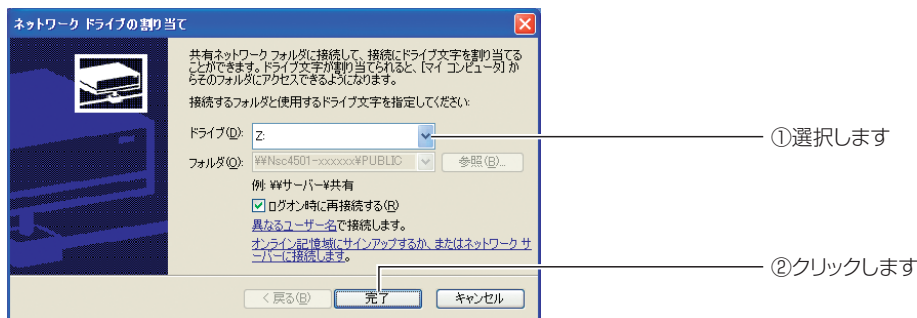 ネットワーク ドライブの割り当て
共有ネットワーク フォルダに接続して、接続にドライブ文字を割り当てる
ことができます。ドライブ文字が割り当てられると、[マイ コンピュータ] か
らそのフォルダにアクセスできるようになります。
接続するフォルダと使用するドライブ文字を指定してください:
ドライブ(D): Z:
①選択します
フォルダ(O): ¥¥Nsc4501-xxxxxx¥PUBLIC 参照(B)...
例: ¥¥サーバー¥共有
ログオン時に再接続する(R)
異なるユーザー名で接続します。
オンライン記憶域にサインアップするか、またはネットワーク サ
ーバーに接続します。
②クリックします
< 戻る(B) 完了 キャンセル